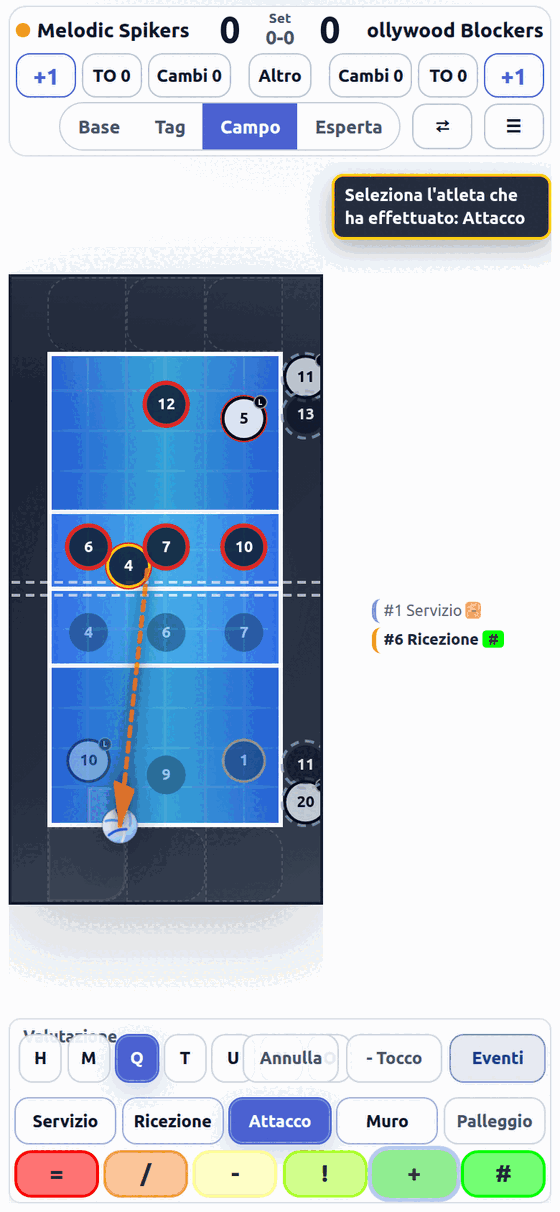 Melodic Spikers 0 Set 0-0 0 ollywood Blockers
+1 TO 0 Cambi 0 Altro Cambi 0 TO 0 +1
Base Tag Campo Esperta ⇄ ☰
Seleziona l'atleta che
ha effettuato: Attacco
11
12
5 L
13
6 7 10
4
4 6 7
#1 Servizio
#6 Ricezione #
10 L
9 1
11
20
Valutazione
H M Q T U Annulla O - Tocco Eventi
Servizio Ricezione Attacco Muro Palleggio
= / - ! + #